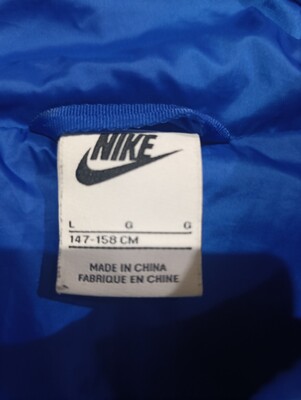 NIKE
L G G
147-158 CM
MADE IN CHINA
FABRIQUE EN CHINE